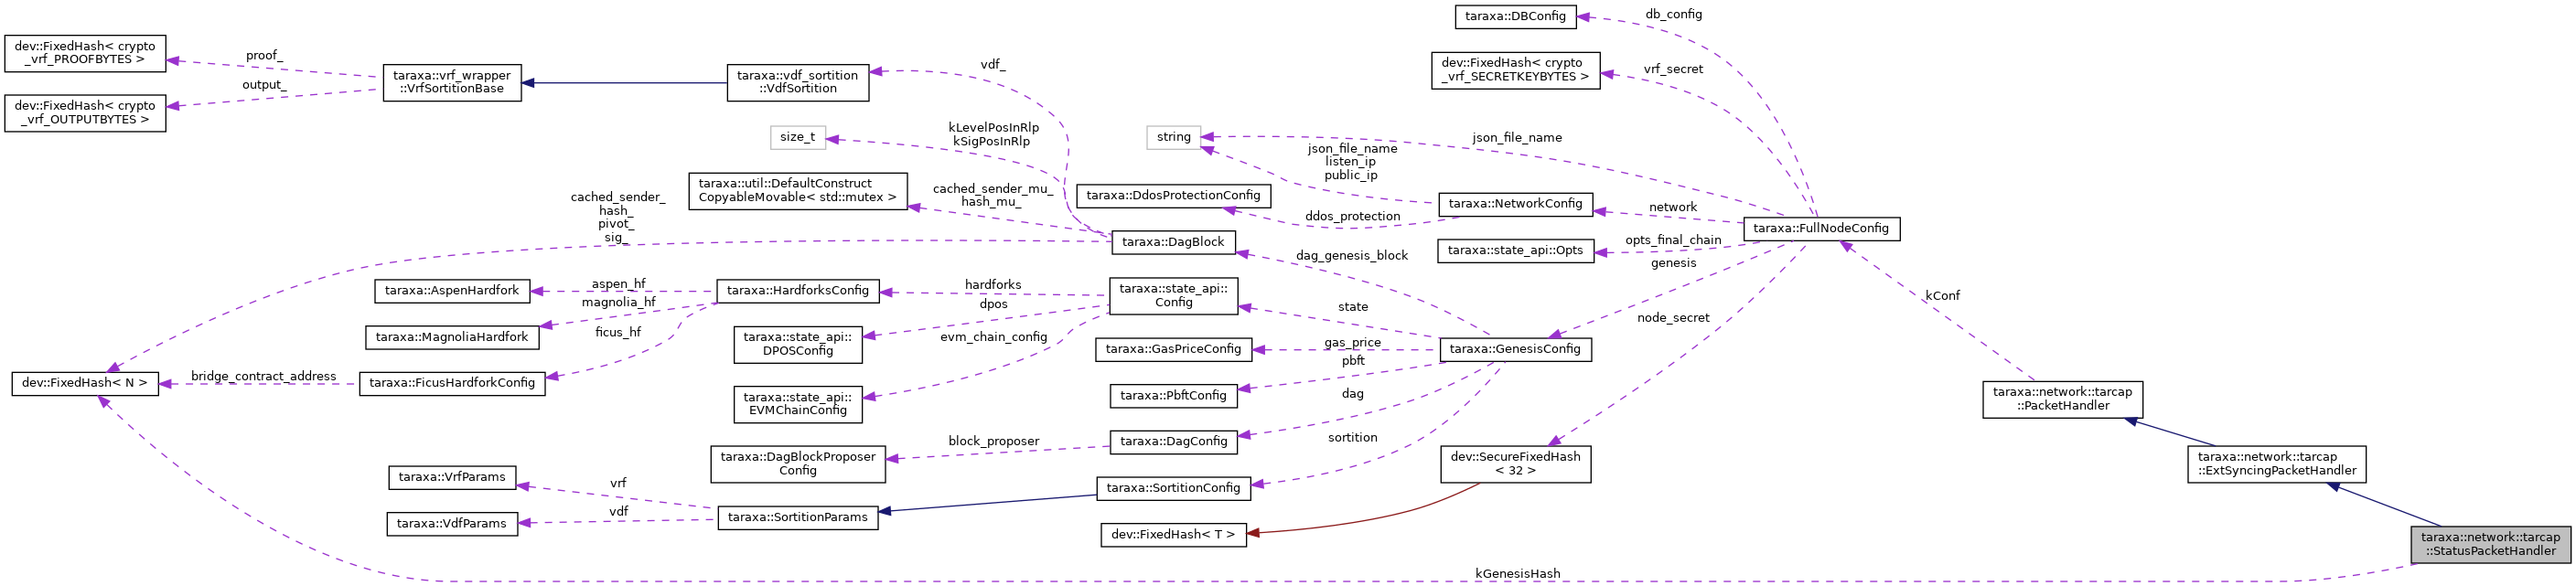 taraxa::DBConfig
db_config
dev::FixedHash< crypto
_vrf_PROOFBYTES >
proof_
dev::FixedHash< crypto
_vrf_OUTPUTBYTES >
output_
taraxa::vrf_wrapper
::VrfSortitionBase
taraxa::vdf_sortition
::VdfSortition
vdf_
dev::FixedHash< crypto
_vrf_SECRETKEYBYTES >
vrf_secret
size_t
kLevelPosInRlp
kSigPosInRlp
string
json_file_name
json_file_name
listen_ip
public_ip
taraxa::util::DefaultConstruct
CopyableMovable< std::mutex >
cached_sender_mu_
hash_mu_
taraxa::DdosProtectionConfig
ddos_protection
taraxa::NetworkConfig
network
taraxa::FullNodeConfig
cached_sender_
hash_
pivot_
sig_
taraxa::DagBlock
dag_genesis_block
taraxa::state_api::Opts
opts_final_chain
genesis
taraxa::AspenHardfork
aspen_hf
magnolia_hf
ficus_hf
taraxa::MagnoliaHardfork
taraxa::HardforksConfig
hardforks
dpos
evm_chain_config
taraxa::state_api::
Config
state
node_secret
kConf
taraxa::state_api::
DPOSConfig
taraxa::GasPriceConfig
gas_price
pbft
taraxa::GenesisConfig
dev::FixedHash< N >
bridge_contract_address
taraxa::FicusHardforkConfig
taraxa::state_api::
EVMChainConfig
taraxa::PbftConfig
dag
taraxa::network::tarcap
::PacketHandler
taraxa::DagBlockProposer
Config
block_proposer
taraxa::DagConfig
sortition
dev::SecureFixedHash
< 32 >
taraxa::network::tarcap
::ExtSyncingPacketHandler
taraxa::VrfParams
vrf
taraxa::VdfParams
vdf
taraxa::SortitionParams
taraxa::SortitionConfig
dev::FixedHash< T >
taraxa::network::tarcap
::StatusPacketHandler
kGenesisHash